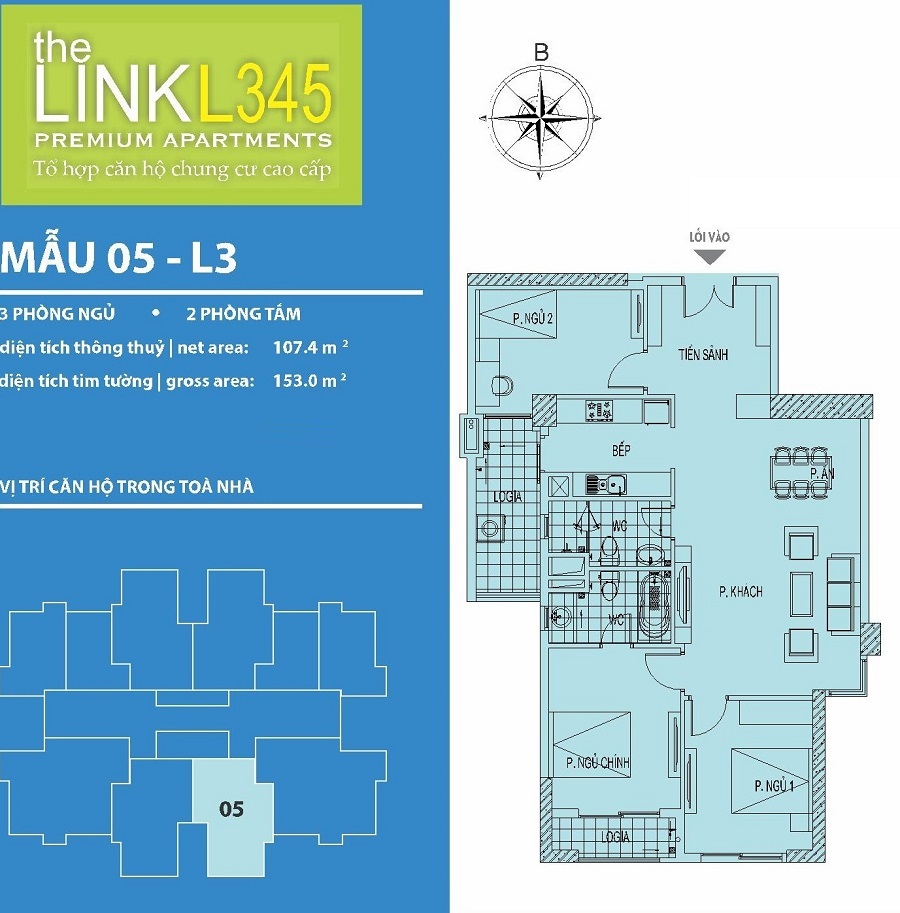 the
LINK L345
PREMIUM APARTMENTS
Tổ hợp căn hộ chung cư cao cấp
MẪU 05 - L3
3 PHÒNG NGỦ • 2 PHÒNG TẮM
diện tích thông thuỷ | net area: 107.4 m ²
diện tích tim tường | gross area: 153.0 m ²
VỊ TRÍ CĂN HỘ TRONG TOÀ NHÀ
05
B
LỐI VÀO
P. NGỦ 2
TIỀN SẢNH
BẾP
P. ĂN
LOGIA
WC
P. KHÁCH
WC
P. NGỦ CHÍNH
P. NGỦ 1
LOGIA